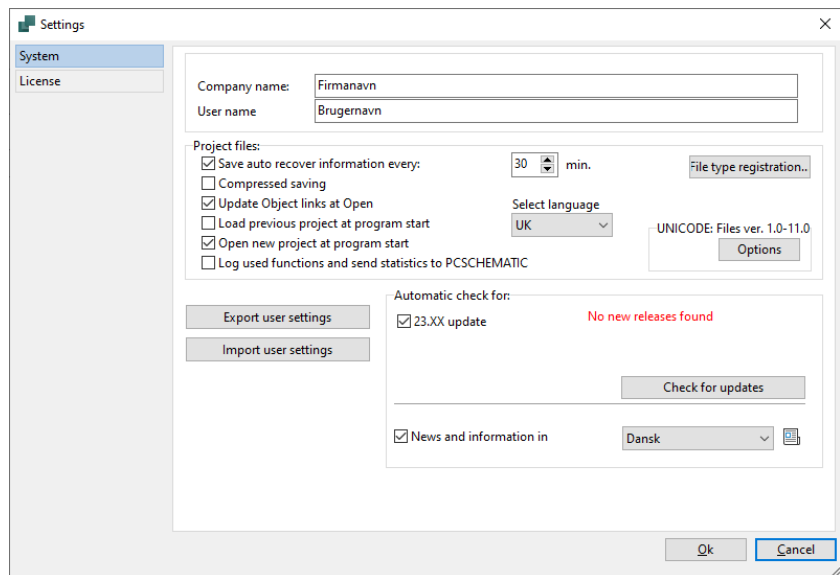 Settings
System
License
Company name: Firmanavn
User name Brugernavn
Project files:
Save auto recover information every: 30 min. File type registration..
Compressed saving
Update Object links at Open Select language
Load previous project at program start UK UNICODE: Files ver. 1.0-11.0
Open new project at program start Options
Log used functions and send statistics to PCSCHEMATIC
Automatic check for:
Export user settings 23.XX update No new releases found
Import user settings
Check for updates
News and information in Dansk
Ok Cancel